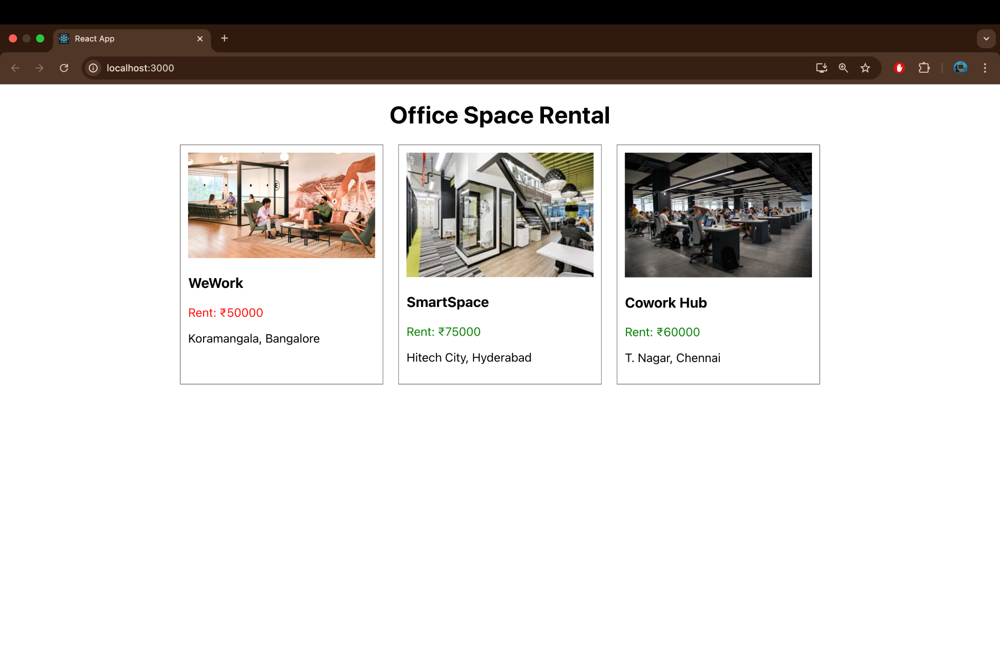 React App
localhost:3000
Office Space Rental
WeWork
Rent: ₹50000
Koramangala, Bangalore
SmartSpace
Rent: ₹75000
Hitech City, Hyderabad
Cowork Hub
Rent: ₹60000
T. Nagar, Chennai